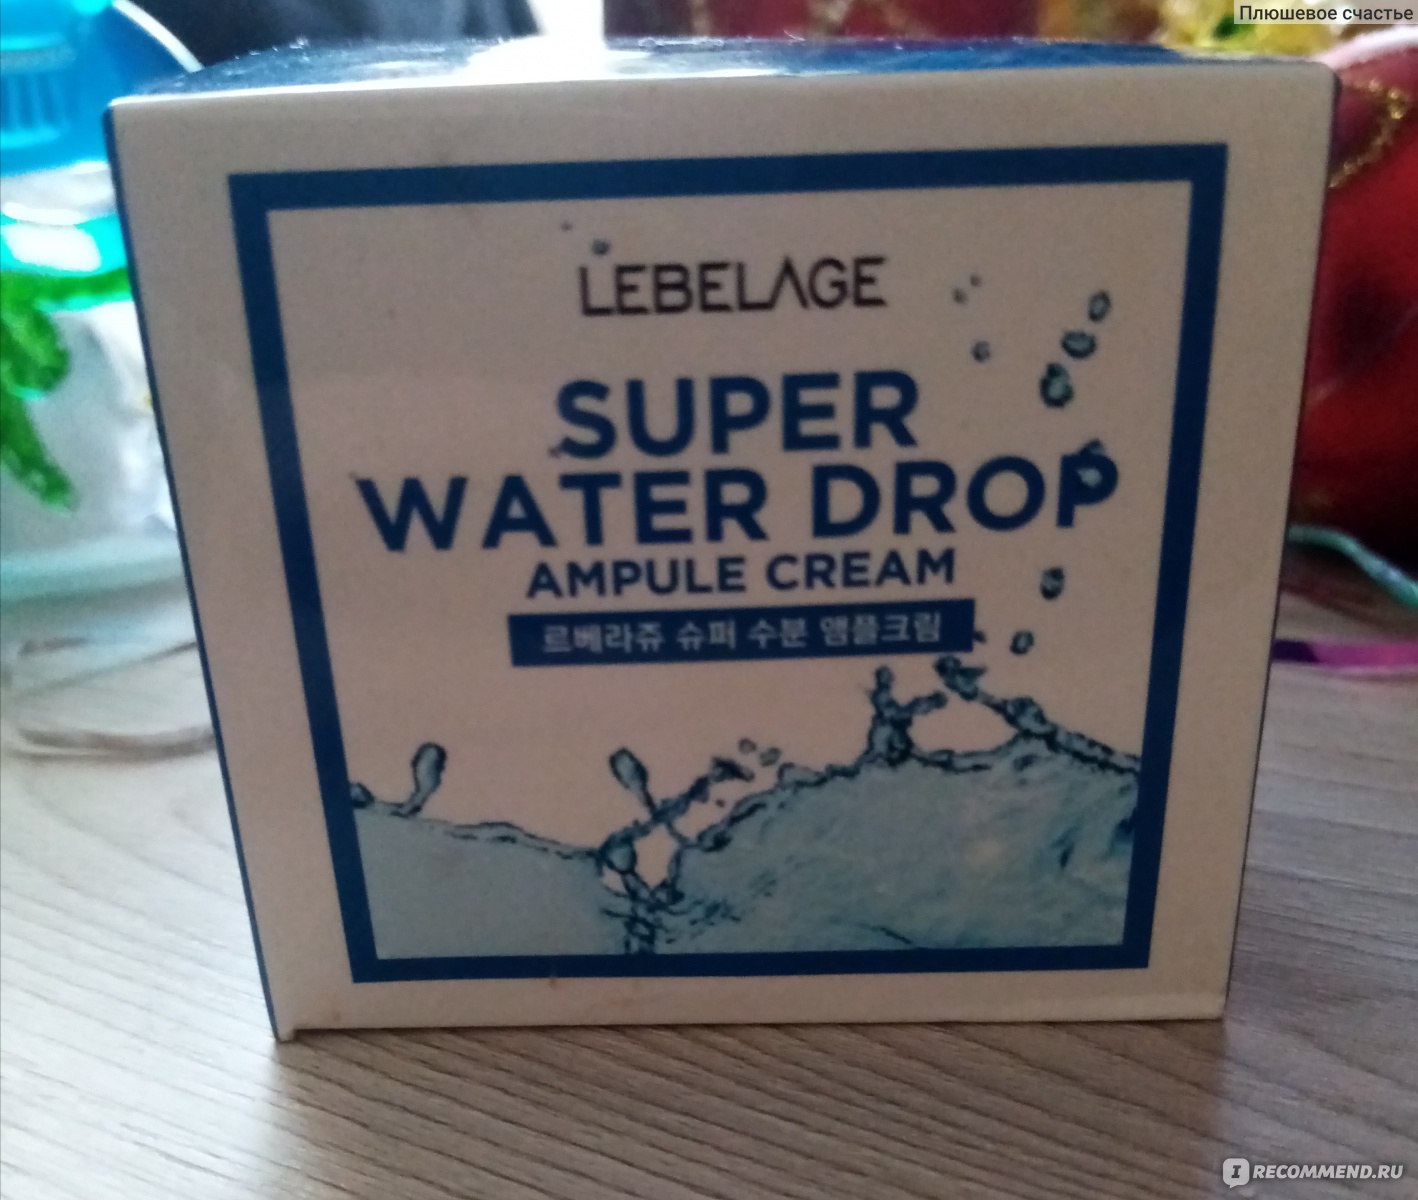 Плюшевое счастье
LEBELAGE
SUPER
WATER DROP
AMPULE CREAM
르베라쥬 슈퍼 수분 앰플크림
IRECOMMEND.RU